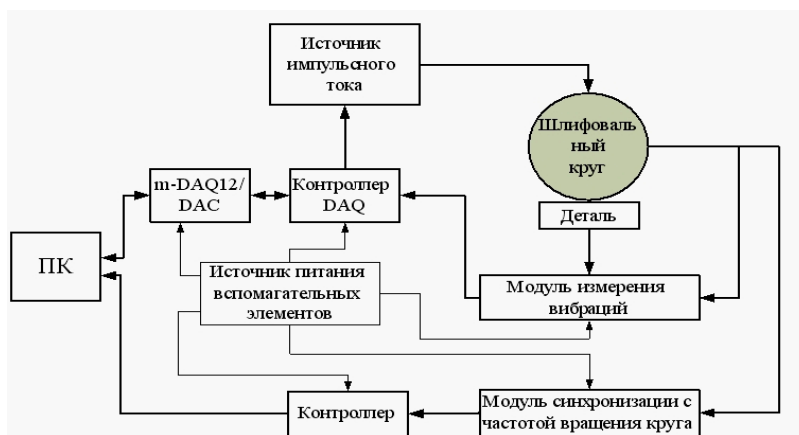 Источник
импульсного
тока
Шлифоваль
ный
круг
m-DAQ12/
DAC
Контроллер
DAQ
Деталь
ПК
Источник питания
вспомагательных
элементов
Модуль измерения
вибраций
Контроллер
Модуль синхронизации с
частотой вращения круга